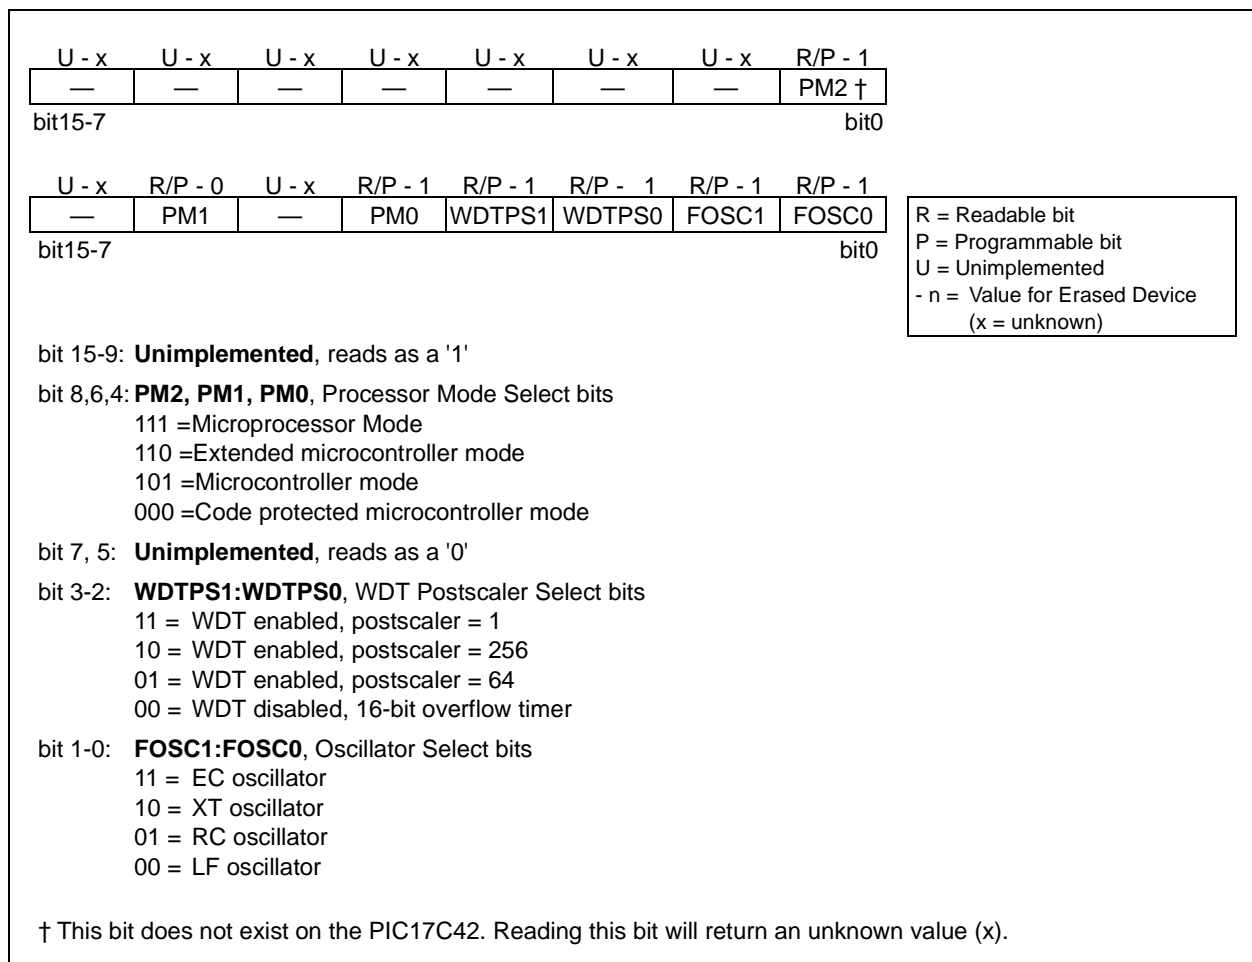 U - x U - x U - x U - x U - x U - x U - x R/P - 1
— — — — — — — PM2 †
bit15-7 bit0
U - x R/P - 0 U - x R/P - 1 R/P - 1 R/P - 1 R/P - 1 R/P - 1
— PM1 — PM0 WDTPS1 WDTPS0 FOSC1 FOSC0
bit15-7 bit0
R = Readable bit
P = Programmable bit
U = Unimplemented
- n = Value for Erased Device
(x = unknown)
bit 15-9: Unimplemented, reads as a '1'
bit 8,6,4: PM2, PM1, PM0, Processor Mode Select bits
111 =Microprocessor Mode
110 =Extended microcontroller mode
101 =Microcontroller mode
000 =Code protected microcontroller mode
bit 7, 5: Unimplemented, reads as a '0'
bit 3-2: WDTPS1:WDTPS0, WDT Postscaler Select bits
11 = WDT enabled, postscaler = 1
10 = WDT enabled, postscaler = 256
01 = WDT enabled, postscaler = 64
00 = WDT disabled, 16-bit overflow timer
bit 1-0: FOSC1:FOSC0, Oscillator Select bits
11 = EC oscillator
10 = XT oscillator
01 = RC oscillator
00 = LF oscillator
† This bit does not exist on the PIC17C42. Reading this bit will return an unknown value (x).